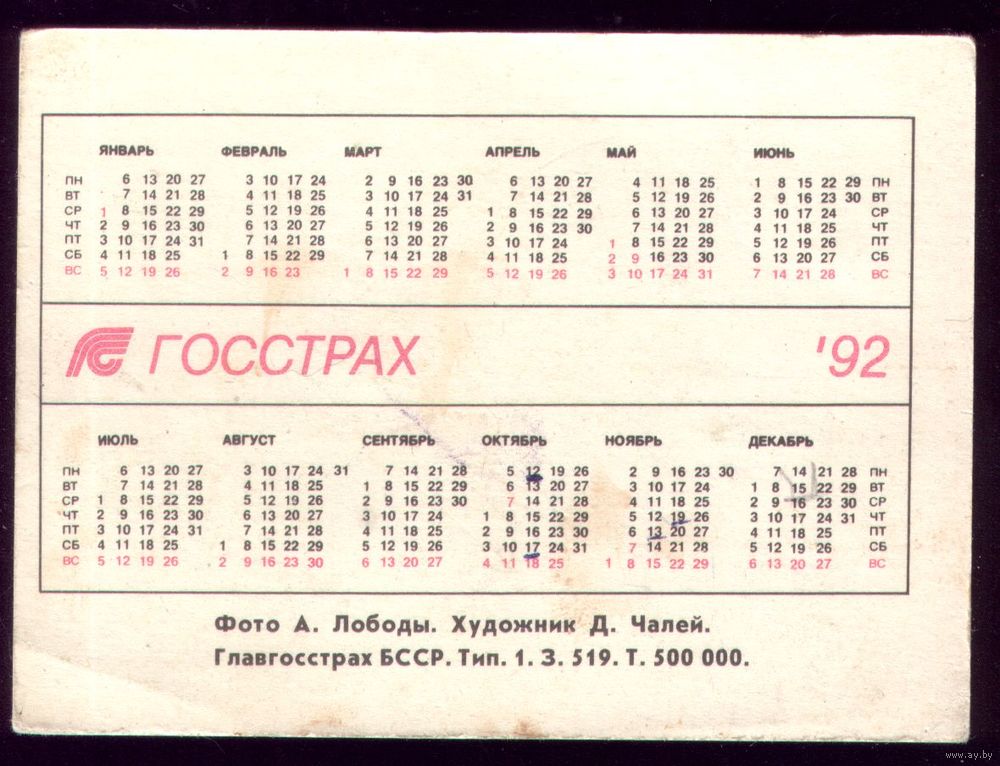 ЯНВАРЬ ФЕВРАЛЬ МАРТ АПРЕЛЬ МАЙ ИЮНЬ
ПН 6 13 20 27 3 10 17 24 2 9 16 23 30 6 13 20 27 4 11 18 25 1 8 15 22 29 ПН
ВТ 7 14 21 28 4 11 18 25 3 10 17 24 31 7 14 21 28 5 12 19 26 2 9 16 23 30 ВТ
СР 1 8 15 22 29 5 12 19 26 4 11 18 25 1 8 15 22 29 6 13 20 27 3 10 17 24 СР
ЧТ 2 9 16 23 30 6 13 20 27 5 12 19 26 2 9 16 23 30 7 14 21 28 4 11 18 25 ЧТ
ПТ 3 10 17 24 31 7 14 21 28 6 13 20 27 3 10 17 24 1 8 15 22 29 5 12 19 26 ПТ
СБ 4 11 18 25 1 8 15 22 29 7 14 21 28 4 11 18 25 2 9 16 23 30 6 13 20 27 СБ
ВС 5 12 19 26 2 9 16 23 1 8 15 22 29 5 12 19 26 3 10 17 24 31 7 14 21 28 ВС
ГОССТРАХ '92
ИЮЛЬ АВГУСТ СЕНТЯБРЬ ОКТЯБРЬ НОЯБРЬ ДЕКАБРЬ
ПН 6 13 20 27 3 10 17 24 31 7 14 21 28 5 12 19 26 2 9 16 23 30 7 14 21 28 ПН
ВТ 7 14 21 28 4 11 18 25 1 8 15 22 29 6 13 20 27 3 10 17 24 1 8 15 22 29 ВТ
СР 1 8 15 22 29 5 12 19 26 2 9 16 23 30 7 14 21 28 4 11 18 25 2 9 16 23 30 СР
ЧТ 2 9 16 23 30 6 13 20 27 3 10 17 24 1 8 15 22 29 5 12 19 26 3 10 17 24 31 ЧТ
ПТ 3 10 17 24 31 7 14 21 28 4 11 18 25 2 9 16 23 30 6 13 20 27 4 11 18 25 ПТ
СБ 4 11 18 25 1 8 15 22 29 5 12 19 26 3 10 17 24 31 7 14 21 28 5 12 19 26 СБ
ВС 5 12 19 26 2 9 16 23 30 6 13 20 27 4 11 18 25 1 8 15 22 29 6 13 20 27 ВС
Фото А. Лободы. Художник Д. Чалей.
Главгосстрах БССР. Тип. 1. З. 519. Т. 500 000.
www.ay.by